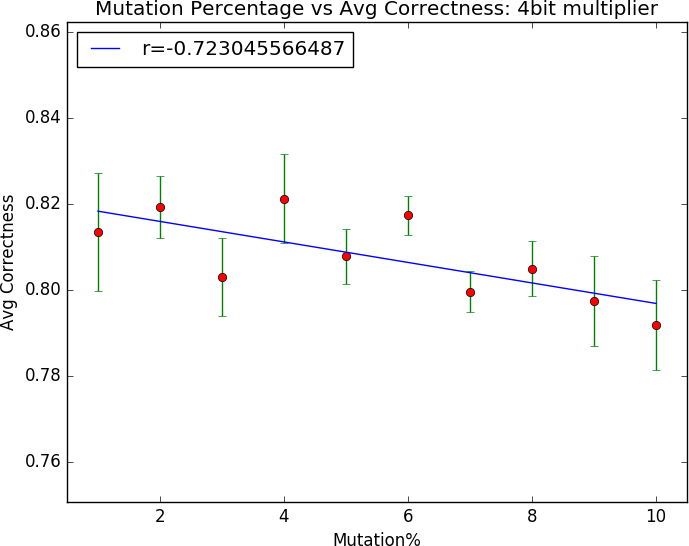 Mutation Percentage vs Avg Correctness: 4bit multiplier
r=-0.723045566487
0.86
0.84
0.82
0.80
0.78
0.76
Avg Correctness
2 4 6 8 10
Mutation%